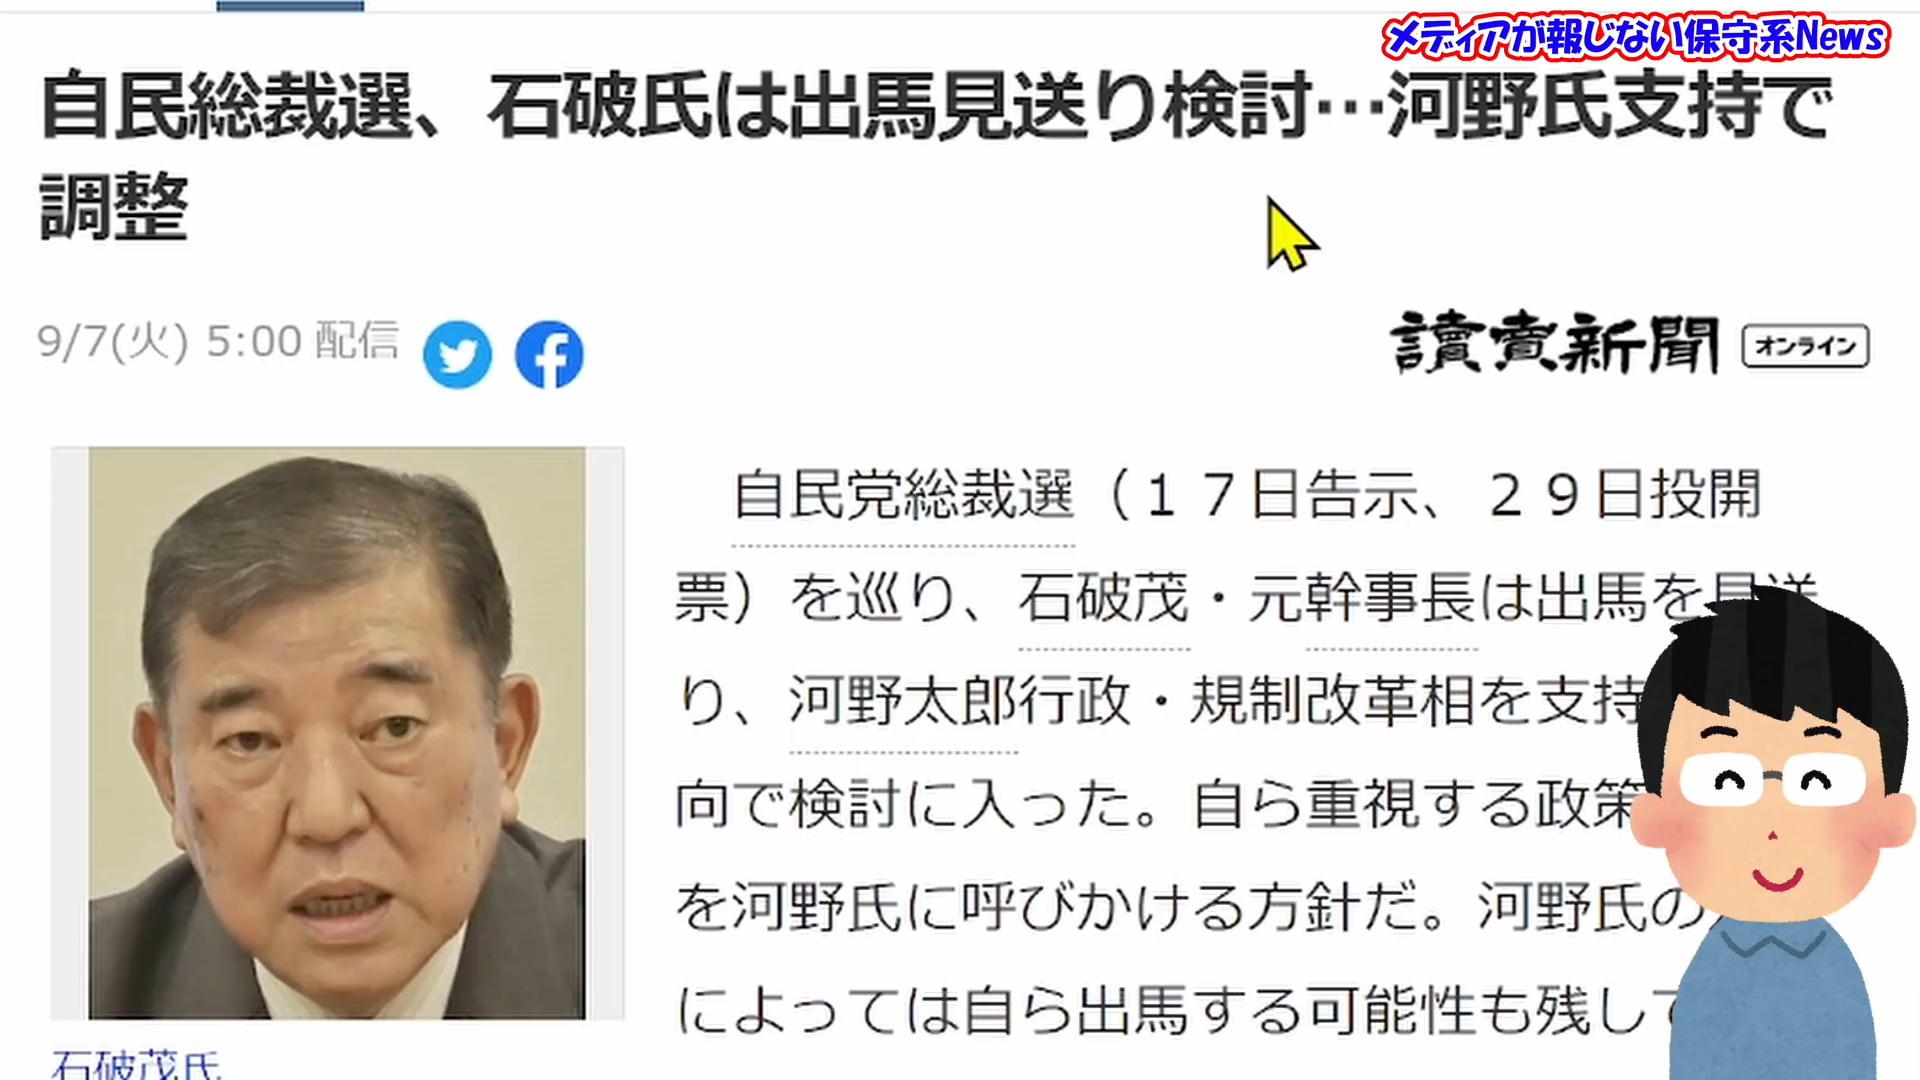 メディアが報じない保守系News
自民総裁選、石破氏は出馬見送り検討…河野氏支持で
調整
9/7(火) 5:00 配信
讀賣新聞 オンライン
自民党総裁選（１７日告示、２９日投開
票）を巡り、石破茂・元幹事長は出馬を見送
り、河野太郎行政・規制改革相を支持
向で検討に入った。自ら重視する政策
を河野氏に呼びかける方針だ。河野氏の
によっては自ら出馬する可能性も残して
石破茂氏